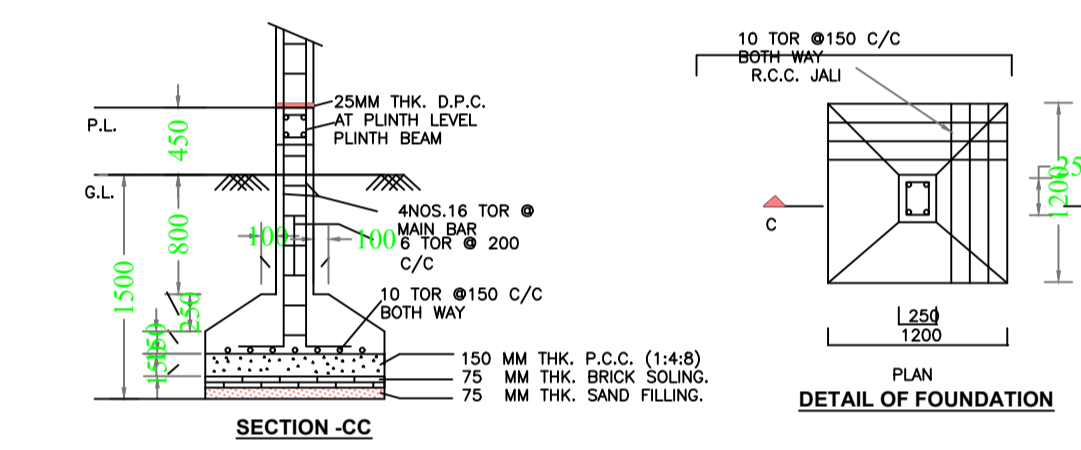 25MM THK. D.P.C.
AT PLINTH LEVEL
PLINTH BEAM
P.L.
450
G.L.
4NOS.16 TOR @
MAIN BAR
6 TOR @ 200
C/C
800
100
100
1500
10 TOR @150 C/C
BOTH WAY
250
150
150
150 MM THK. P.C.C. (1:4:8)
75 MM THK. BRICK SOLING.
75 MM THK. SAND FILLING.
SECTION -CC
10 TOR @150 C/C
BOTH WAY
R.C.C. JALI
1200
C
250
1200
PLAN
DETAIL OF FOUNDATION